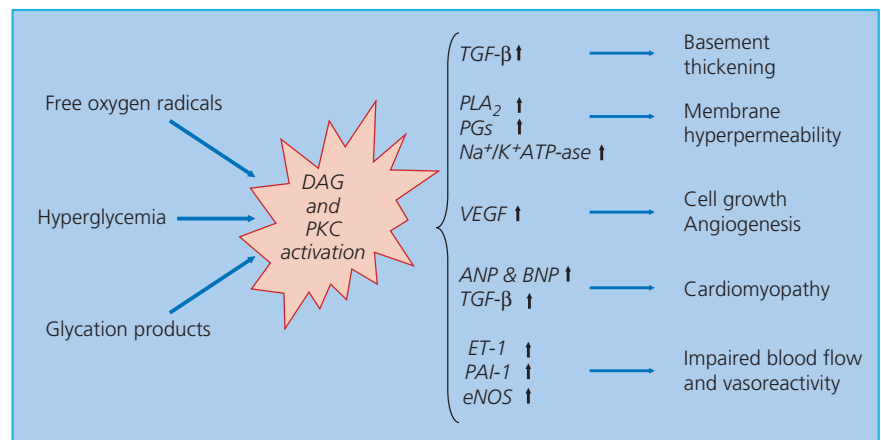 Free oxygen radicals
Hyperglycemia
Glycation products
DAG
and
PKC
activation
TGF-β ⬆
PLA₂ ⬆
PGs ⬆
Na⁺/K⁺ATP-ase ⬆
VEGF ⬆
ANP & BNP ⬆
TGF-β ⬆
ET-1 ⬆
PAI-1 ⬆
eNOS ⬆
Basement
thickening
Membrane
hyperpermeability
Cell growth
Angiogenesis
Cardiomyopathy
Impaired blood flow
and vasoreactivity